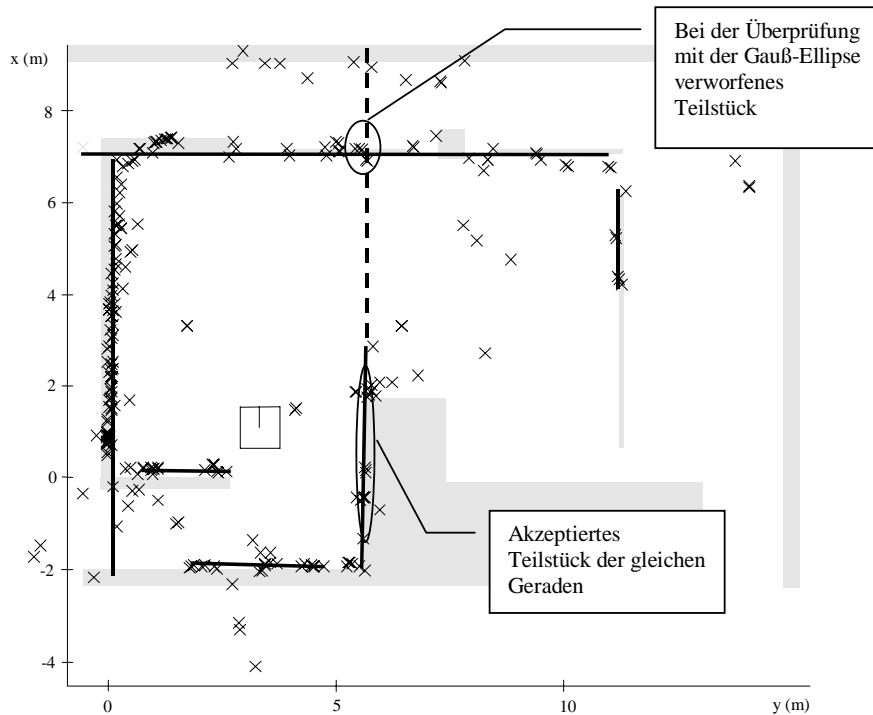 Bei der Überprüfung
mit der Gauß-Ellipse
verworfenes
Teilstück
x (m)
8
6
4
2
0
-2
-4
Akzeptiertes
Teilstück der gleichen
Geraden
0
5
10
y (m)